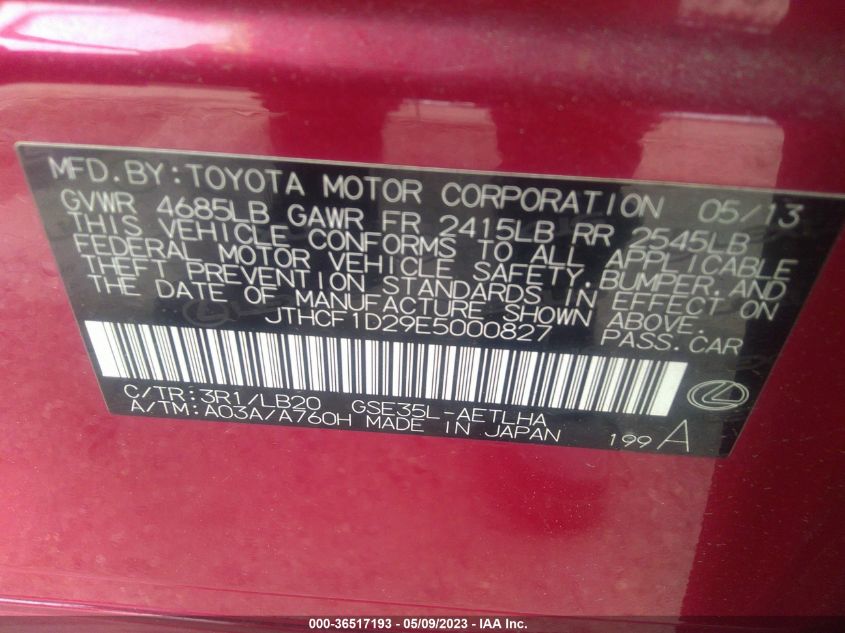 MFD.BY:TOYOTA MOTOR CORPORATION 05/13
GVWR 4685LB GAWR FR 2415LB RR 2545LB
THIS VEHICLE CONFORMS TO ALL APPLICABLE
FEDERAL MOTOR VEHICLE SAFETY,BUMPER,AND
THEFT PREVENTION STANDARDS IN EFFECT ON
THE DATE OF MANUFACTURE SHOWN ABOVE.
JTHCF1D29E5000827 PASS.CAR
C/TR:3R1/LB20 GSE35L-AETLHA
A/TM:A03A/A760H MADE IN JAPAN 199A
000-36517193 - 05/09/2023 - IAA Inc.